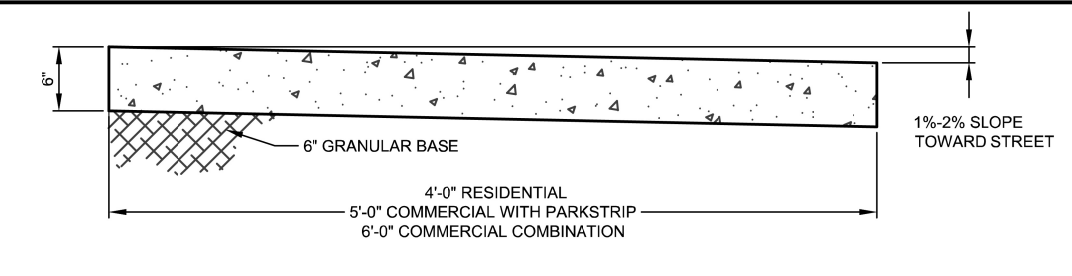 6"
6" GRANULAR BASE
1%-2% SLOPE
TOWARD STREET
4'-0" RESIDENTIAL
5'-0" COMMERCIAL WITH PARKSTRIP
6'-0" COMMERCIAL COMBINATION